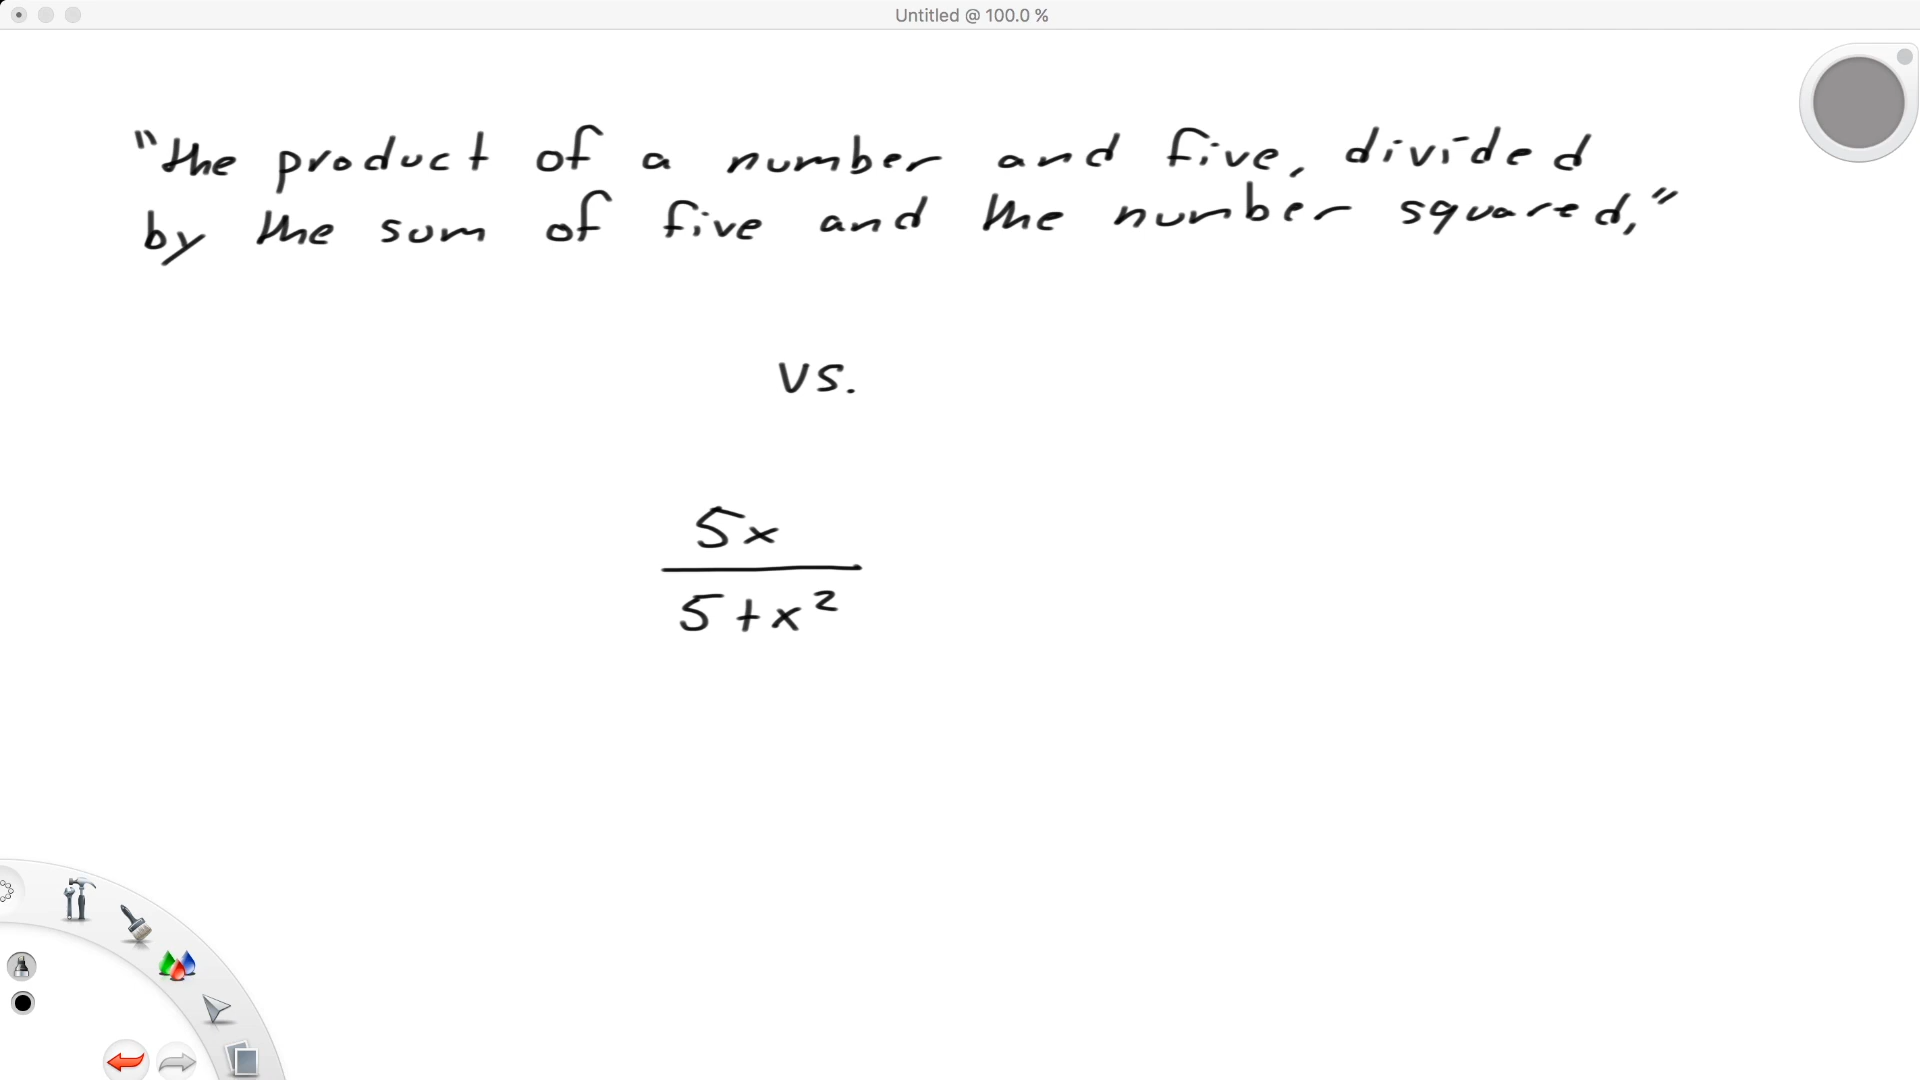 Untitled @ 100.0 %
"the product of a number and five, divided
by the sum of five and the number squared,"
vs.
5x
5+x²